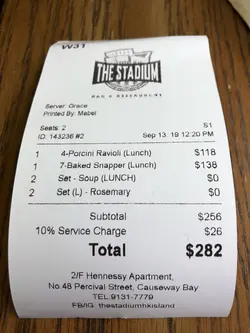 W31
THE STADIUM
BAR & RESTAURANT
Server: Grace
Printed By: Mabel
Seats: 2 S1
ID: 143236 #2 Sep 13 '19 12:20 PM
1 4-Porcini Ravioli (Lunch) $118
1 7-Baked Snapper (Lunch) $138
2 Set - Soup (LUNCH) $0
2 Set (L) - Rosemary $0
Subtotal $256
10% Service Charge $26
Total $282
2/F Hennessy Apartment,
No.48 Percival Street, Causeway Bay
TEL.9131-7779
FB/IG: thestadiumhkisland